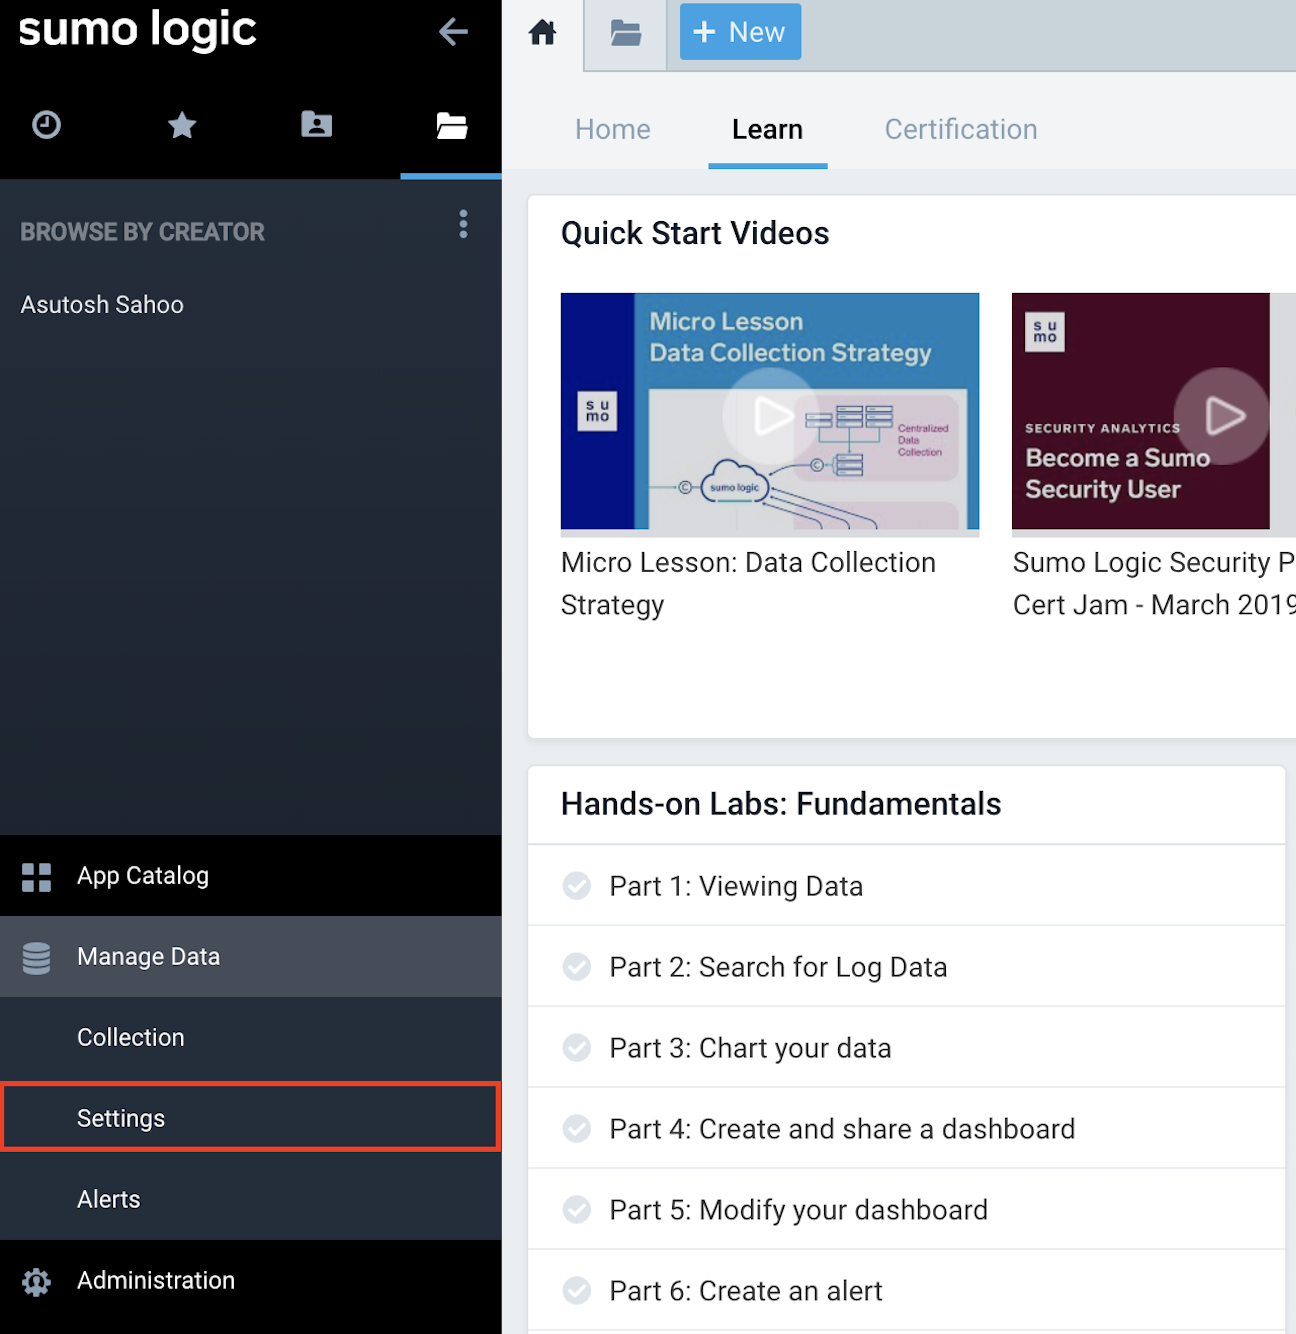 sumo logic
BROWSE BY CREATOR
Asutosh Sahoo
App Catalog
Manage Data
Collection
Settings
Alerts
Administration
+ New
Home
Learn
Certification
Quick Start Videos
Micro Lesson
Data Collection Strategy
su
mo
Centralized
Data
Collection
C
C
sumo logic
Micro Lesson: Data Collection
Strategy
su
mo
SECURITY ANALYTICS
Become a Sumo
Security User
Sumo Logic Security P
Cert Jam - March 2019
Hands-on Labs: Fundamentals
Part 1: Viewing Data
Part 2: Search for Log Data
Part 3: Chart your data
Part 4: Create and share a dashboard
Part 5: Modify your dashboard
Part 6: Create an alert